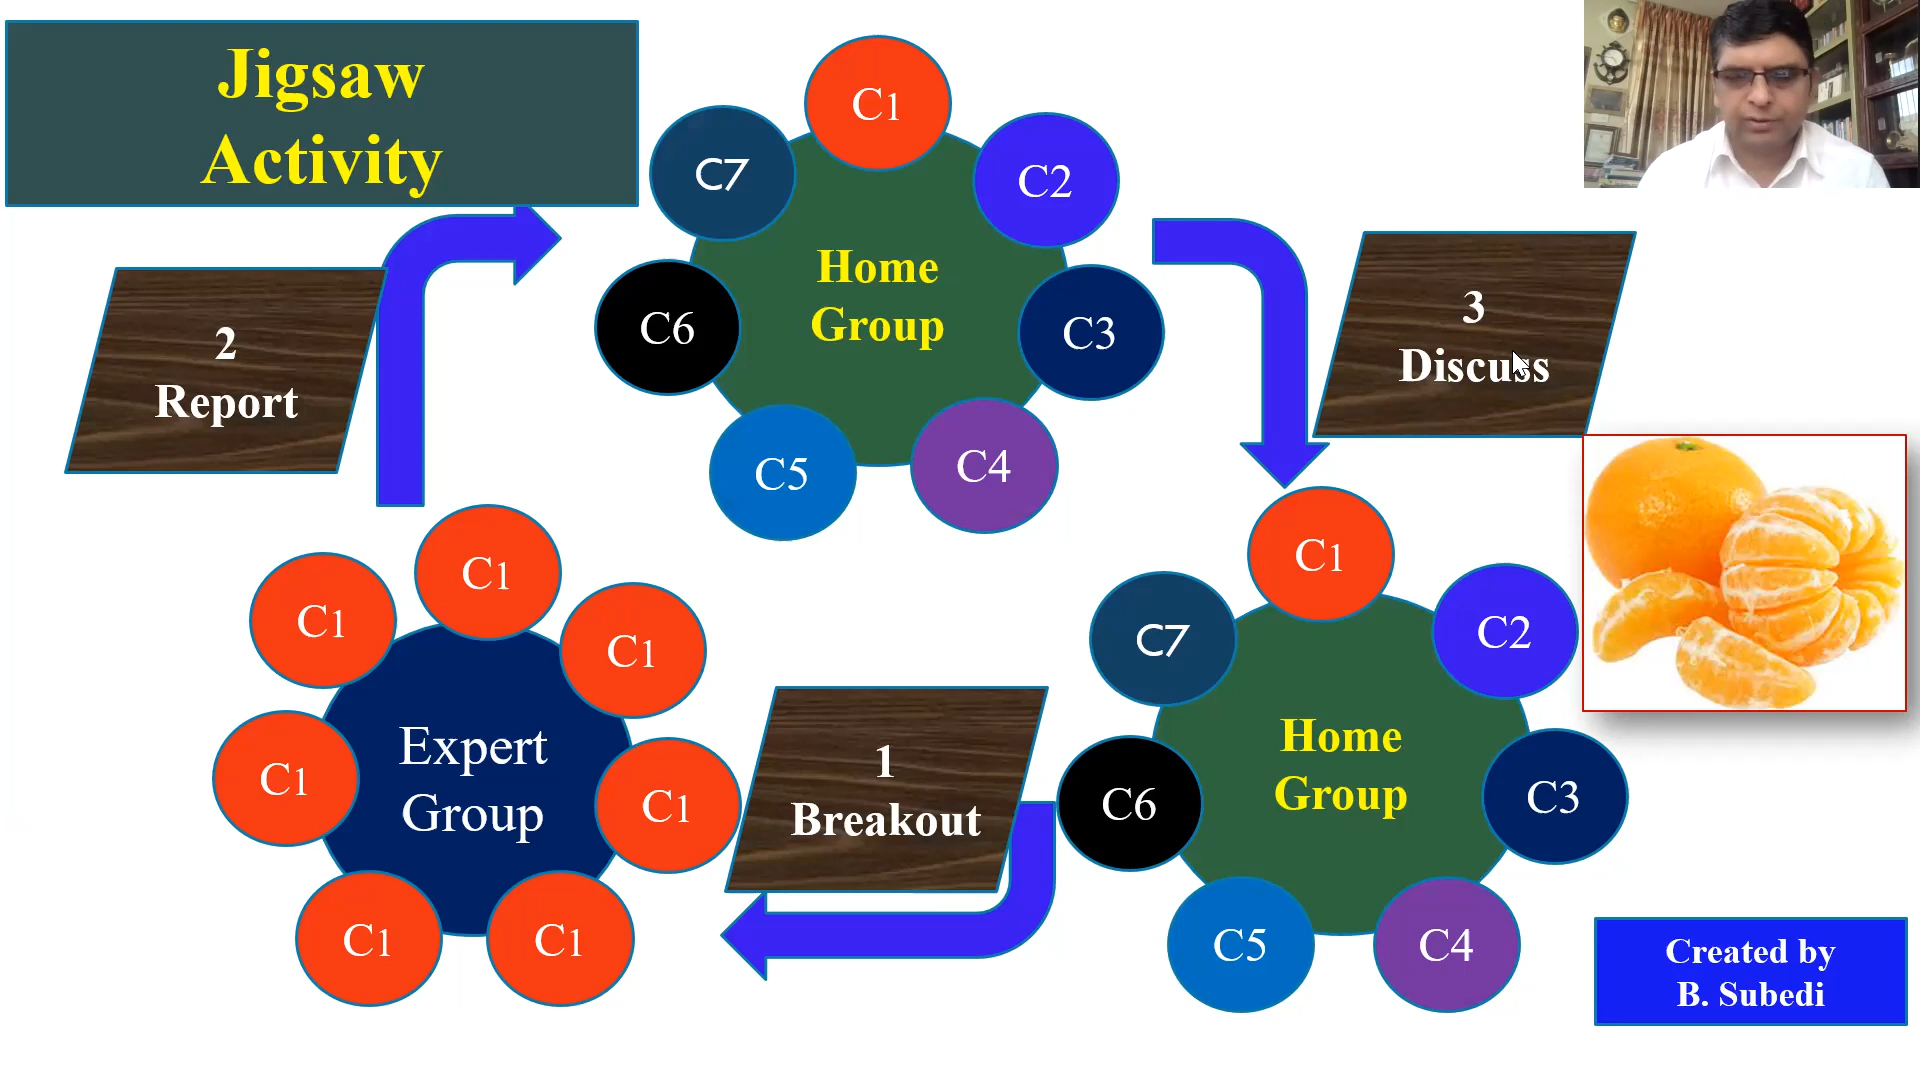 Jigsaw
Activity
C1
C7
C2
Home
Group
C6
C3
C5
C4
2
Report
3
Discuss
C1
C1
C1
C1
C1
C1
C1
Expert
Group
1
Breakout
C1
C7
C2
Home
Group
C6
C3
C5
C4
Created by
B. Subedi